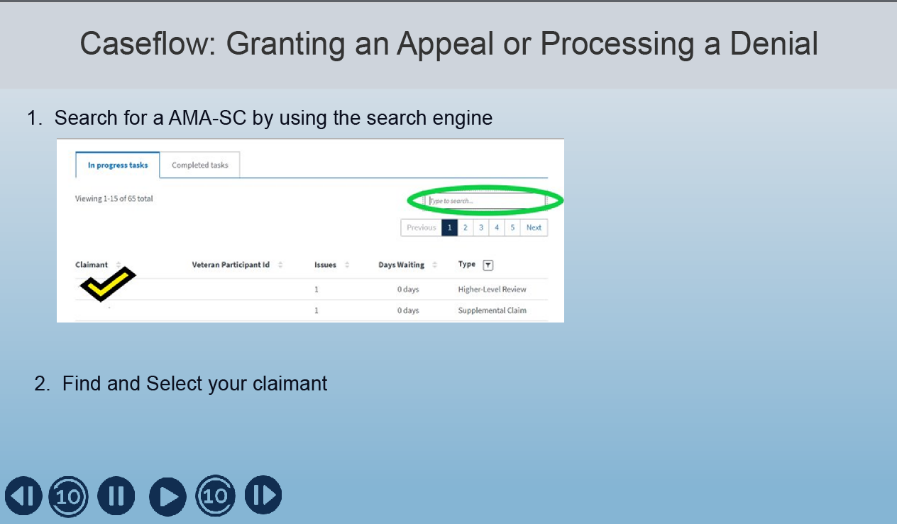 Caseflow: Granting an Appeal or Processing a Denial
1. Search for a AMA-SC by using the search engine
In progress tasks Completed tasks
Viewing 1-15 of 65 total
Type to search...
Previous 1 2 3 4 5 Next
Claimant Veteran Participant Id Issues Days Waiting Type
1 0 days Higher-Level Review
1 0 days Supplemental Claim
2. Find and Select your claimant
10 10